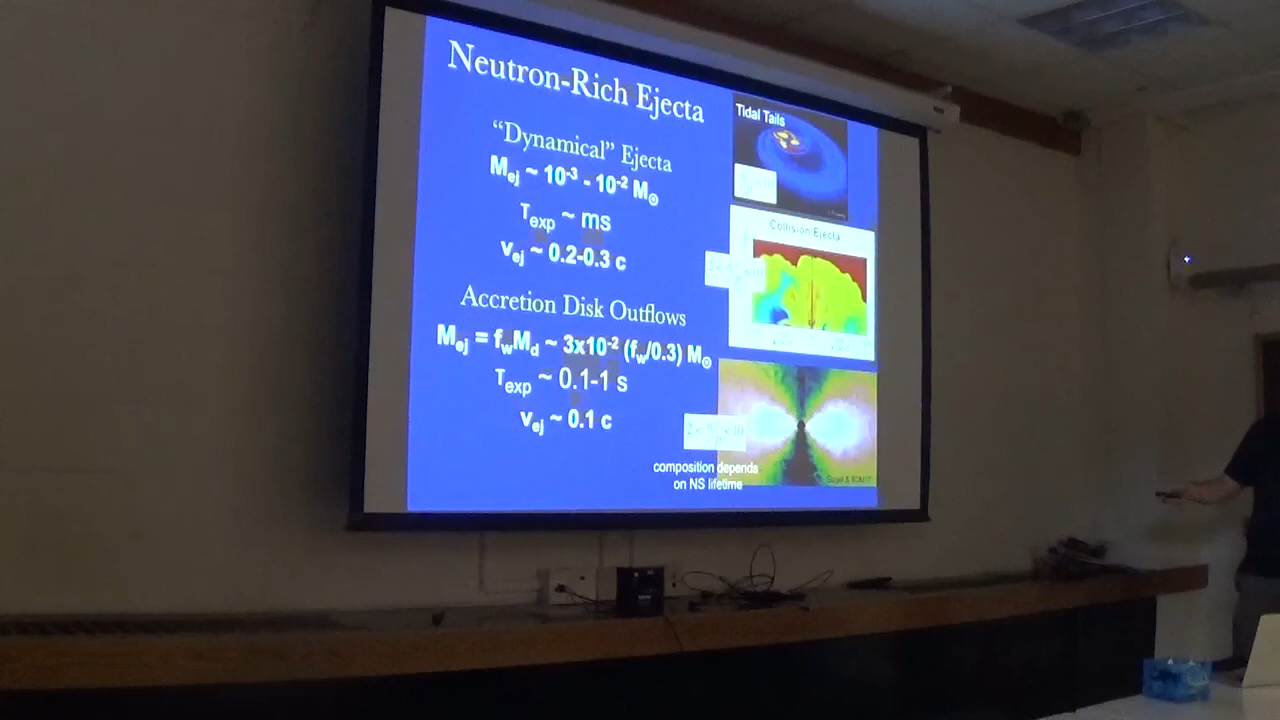 Neutron-Rich Ejecta
“Dynamical” Ejecta
Mej ~ 10⁻³ - 10⁻² M⊙
Texp ~ ms
vej ~ 0.2-0.3 c
Accretion Disk Outflows
Mej = fwMd ~ 3x10⁻² (fw/0.3) M⊙
Texp ~ 0.1-1 s
vej ~ 0.1 c
Tidal Tails
Collision Ejecta
composition depends
on NS lifetime